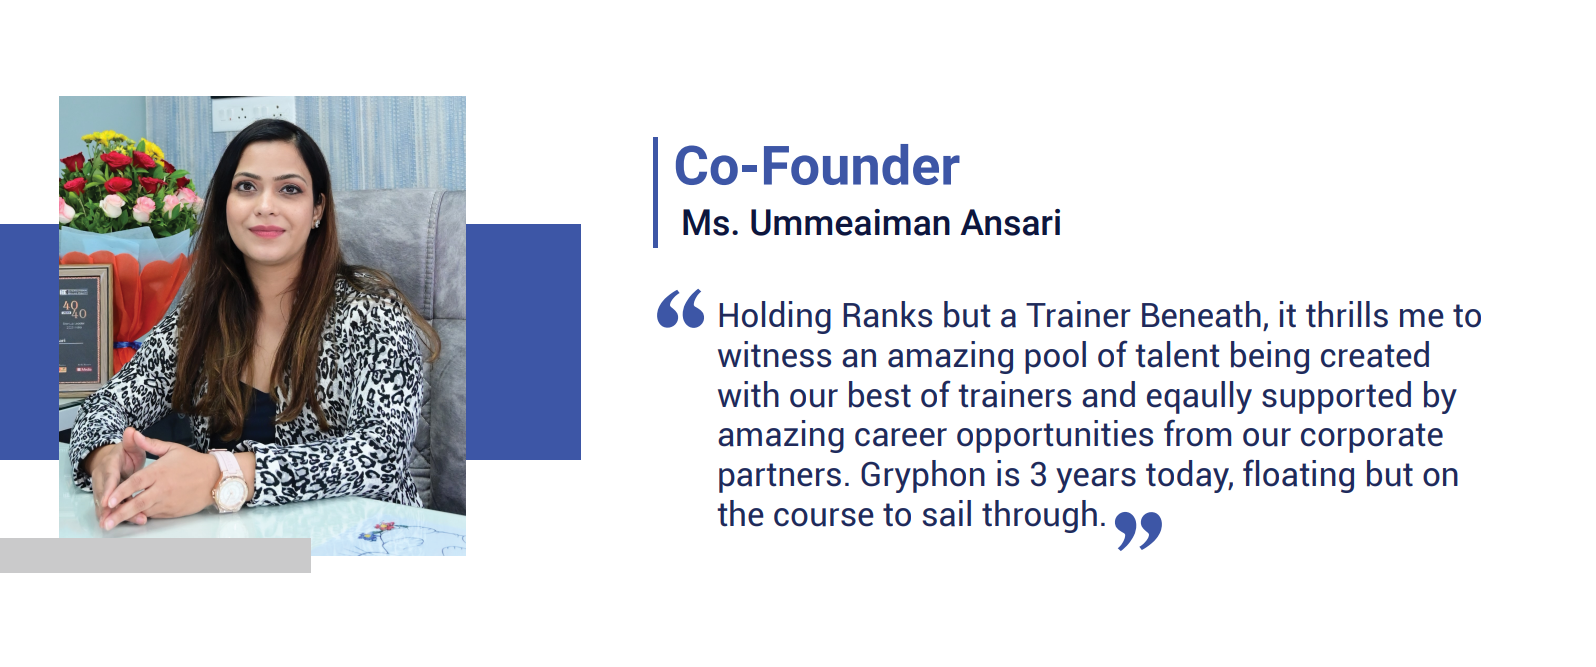 Co-Founder
Ms. Ummeaiman Ansari
“ Holding Ranks but a Trainer Beneath, it thrills me to
witness an amazing pool of talent being created
with our best of trainers and eqaully supported by
amazing career opportunities from our corporate
partners. Gryphon is 3 years today, floating but on
the course to sail through. ”
40
40